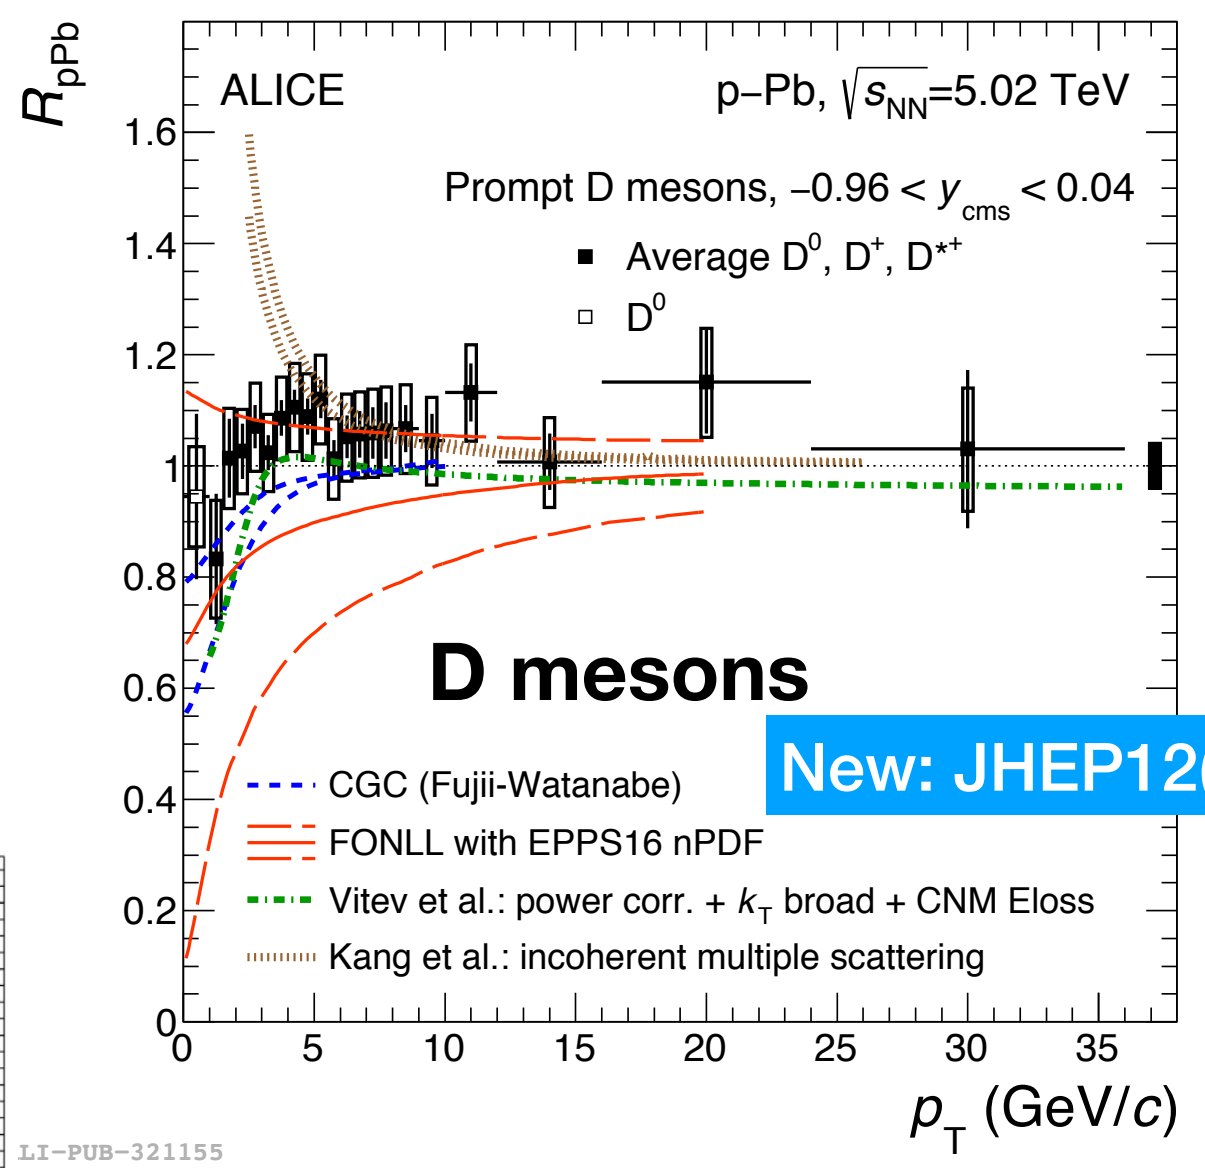 R_pPb
ALICE
p−Pb, √s_NN=5.02 TeV
Prompt D mesons, −0.96 < y_cms < 0.04
Average D⁰, D⁺, D*⁺
D⁰
1.6
1.4
1.2
1
0.8
0.6
0.4
0.2
0
D mesons
New: JHEP12
CGC (Fujii-Watanabe)
FONLL with EPPS16 nPDF
Vitev et al.: power corr. + k_T broad + CNM Eloss
Kang et al.: incoherent multiple scattering
0 5 10 15 20 25 30 35
p_T (GeV/c)
LI-PUB-321155